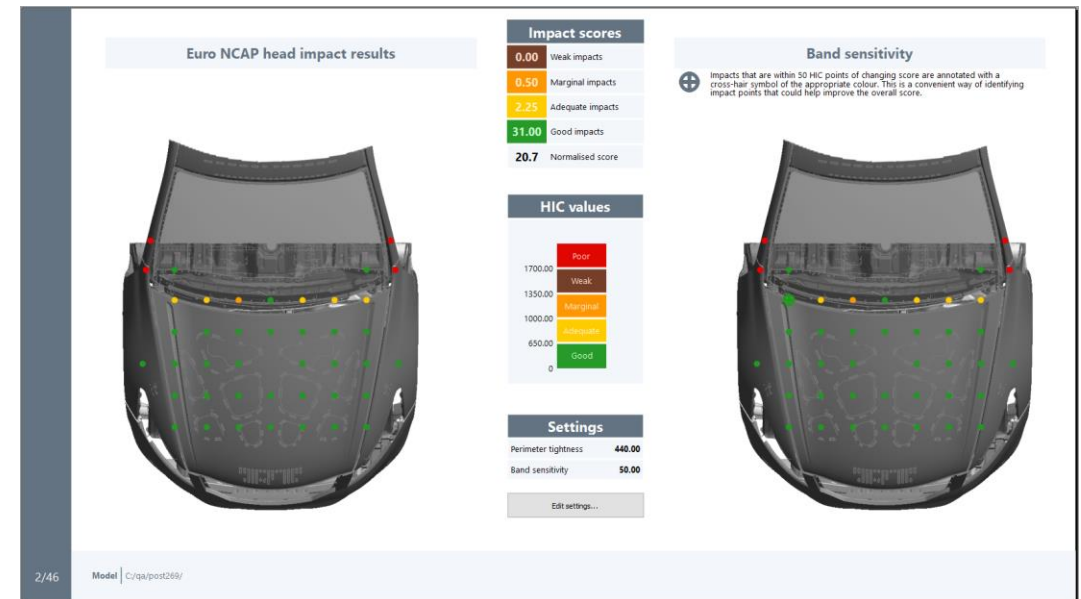 Euro NCAP head impact results
Impact scores
0.00 Weak impacts
0.50 Marginal impacts
2.25 Adequate impacts
31.00 Good impacts
20.7 Normalised score
HIC values
Poor
1700.00
Weak
1350.00
Marginal
1000.00
Adequate
650.00
Good
0
Settings
Perimeter tightness 440.00
Band sensitivity 50.00
Edit settings...
Band sensitivity
Impacts that are within 50 HIC points of changing score are annotated with a
cross-hair symbol of the appropriate colour. This is a convenient way of identifying
impact points that could help improve the overall score.
2/46
Model C:/qa/post269/